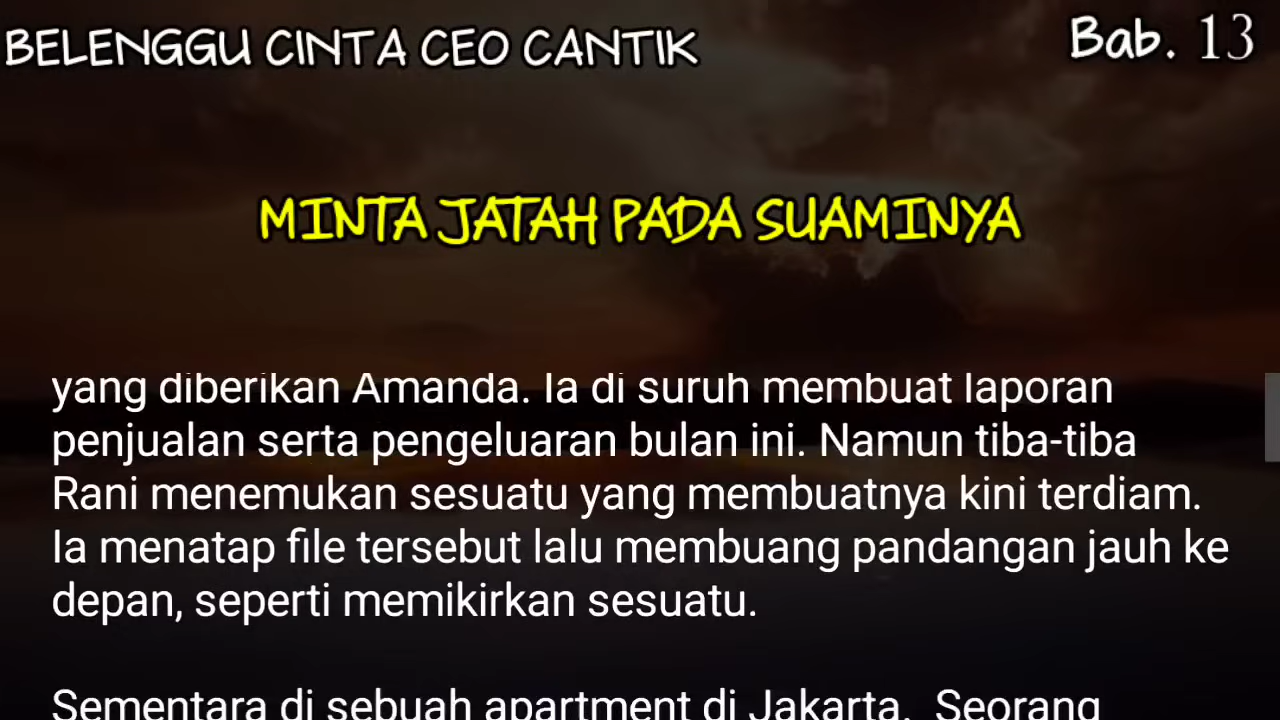 BELENGGU CINTA CEO CANTIK
Bab. 13
MINTA JATAH PADA SUAMINYA
yang diberikan Amanda. Ia di suruh membuat laporan
penjualan serta pengeluaran bulan ini. Namun tiba-tiba
Rani menemukan sesuatu yang membuatnya kini terdiam.
Ia menatap file tersebut lalu membuang pandangan jauh ke
depan, seperti memikirkan sesuatu.
Sementara di sebuah apartment di Jakarta. Seorang